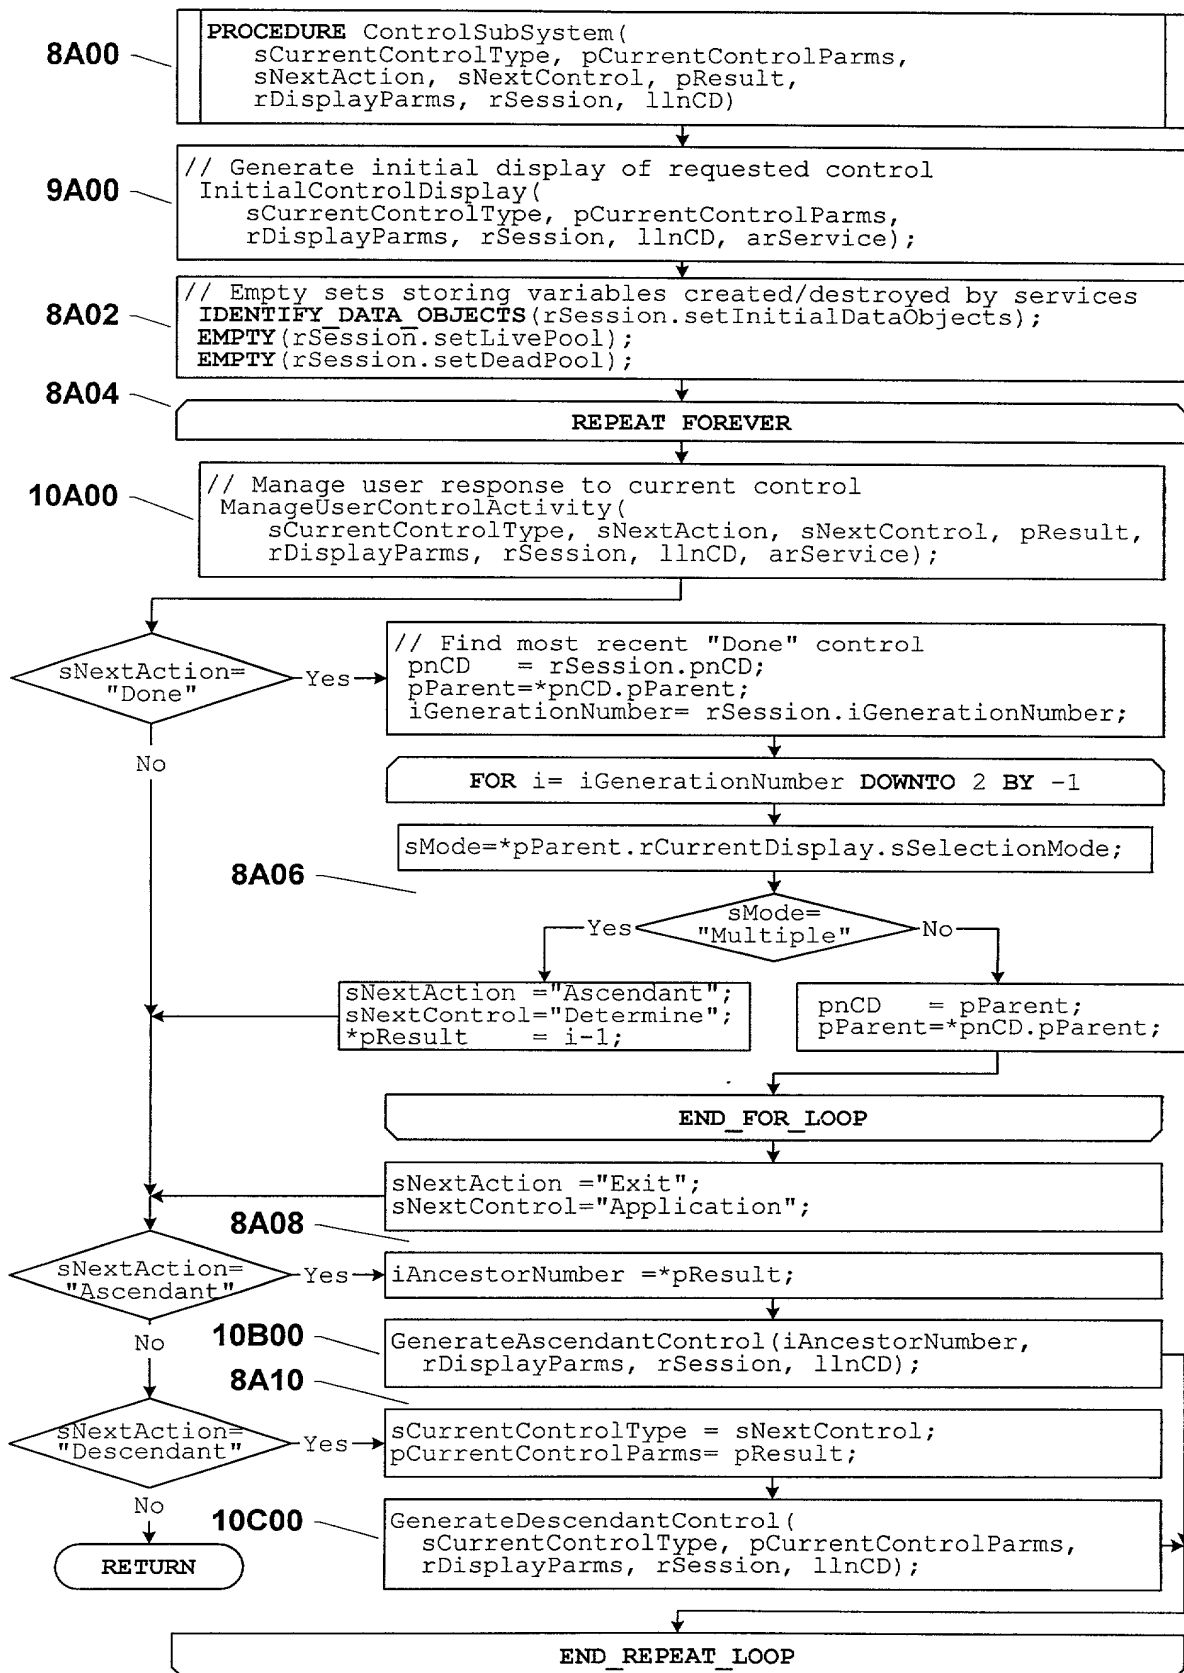 8A00
PROCEDURE ControlSubSystem(
sCurrentControlType, pCurrentControlParms,
sNextAction, sNextControl, pResult,
rDisplayParms, rSession, llnCD)
9A00
// Generate initial display of requested control
InitialControlDisplay(
sCurrentControlType, pCurrentControlParms,
rDisplayParms, rSession, llnCD, arService);
8A02
// Empty sets storing variables created/destroyed by services
IDENTIFY_DATA_OBJECTS(rSession.setInitialDataObjects);
EMPTY(rSession.setLivePool);
EMPTY(rSession.setDeadPool);
8A04
REPEAT FOREVER
10A00
// Manage user response to current control
ManageUserControlActivity(
sCurrentControlType, sNextAction, sNextControl, pResult,
rDisplayParms, rSession, llnCD, arService);
sNextAction=
"Done"
Yes
No
// Find most recent "Done" control
pnCD = rSession.pnCD;
pParent=*pnCD.pParent;
iGenerationNumber= rSession.iGenerationNumber;
FOR i= iGenerationNumber DOWNTO 2 BY -1
sMode=*pParent.rCurrentDisplay.sSelectionMode;
8A06
sMode=
"Multiple"
Yes
No
sNextAction ="Ascendant";
sNextControl="Determine";
*pResult = i-1;
pnCD = pParent;
pParent=*pnCD.pParent;
END_FOR_LOOP
sNextAction ="Exit";
sNextControl="Application";
8A08
sNextAction=
"Ascendant"
Yes
No
iAncestorNumber =*pResult;
10B00
GenerateAscendantControl(iAncestorNumber,
rDisplayParms, rSession, llnCD);
8A10
sNextAction=
"Descendant"
Yes
No
sCurrentControlType = sNextControl;
pCurrentControlParms= pResult;
10C00
GenerateDescendantControl(
sCurrentControlType, pCurrentControlParms,
rDisplayParms, rSession, llnCD);
RETURN
END_REPEAT_LOOP